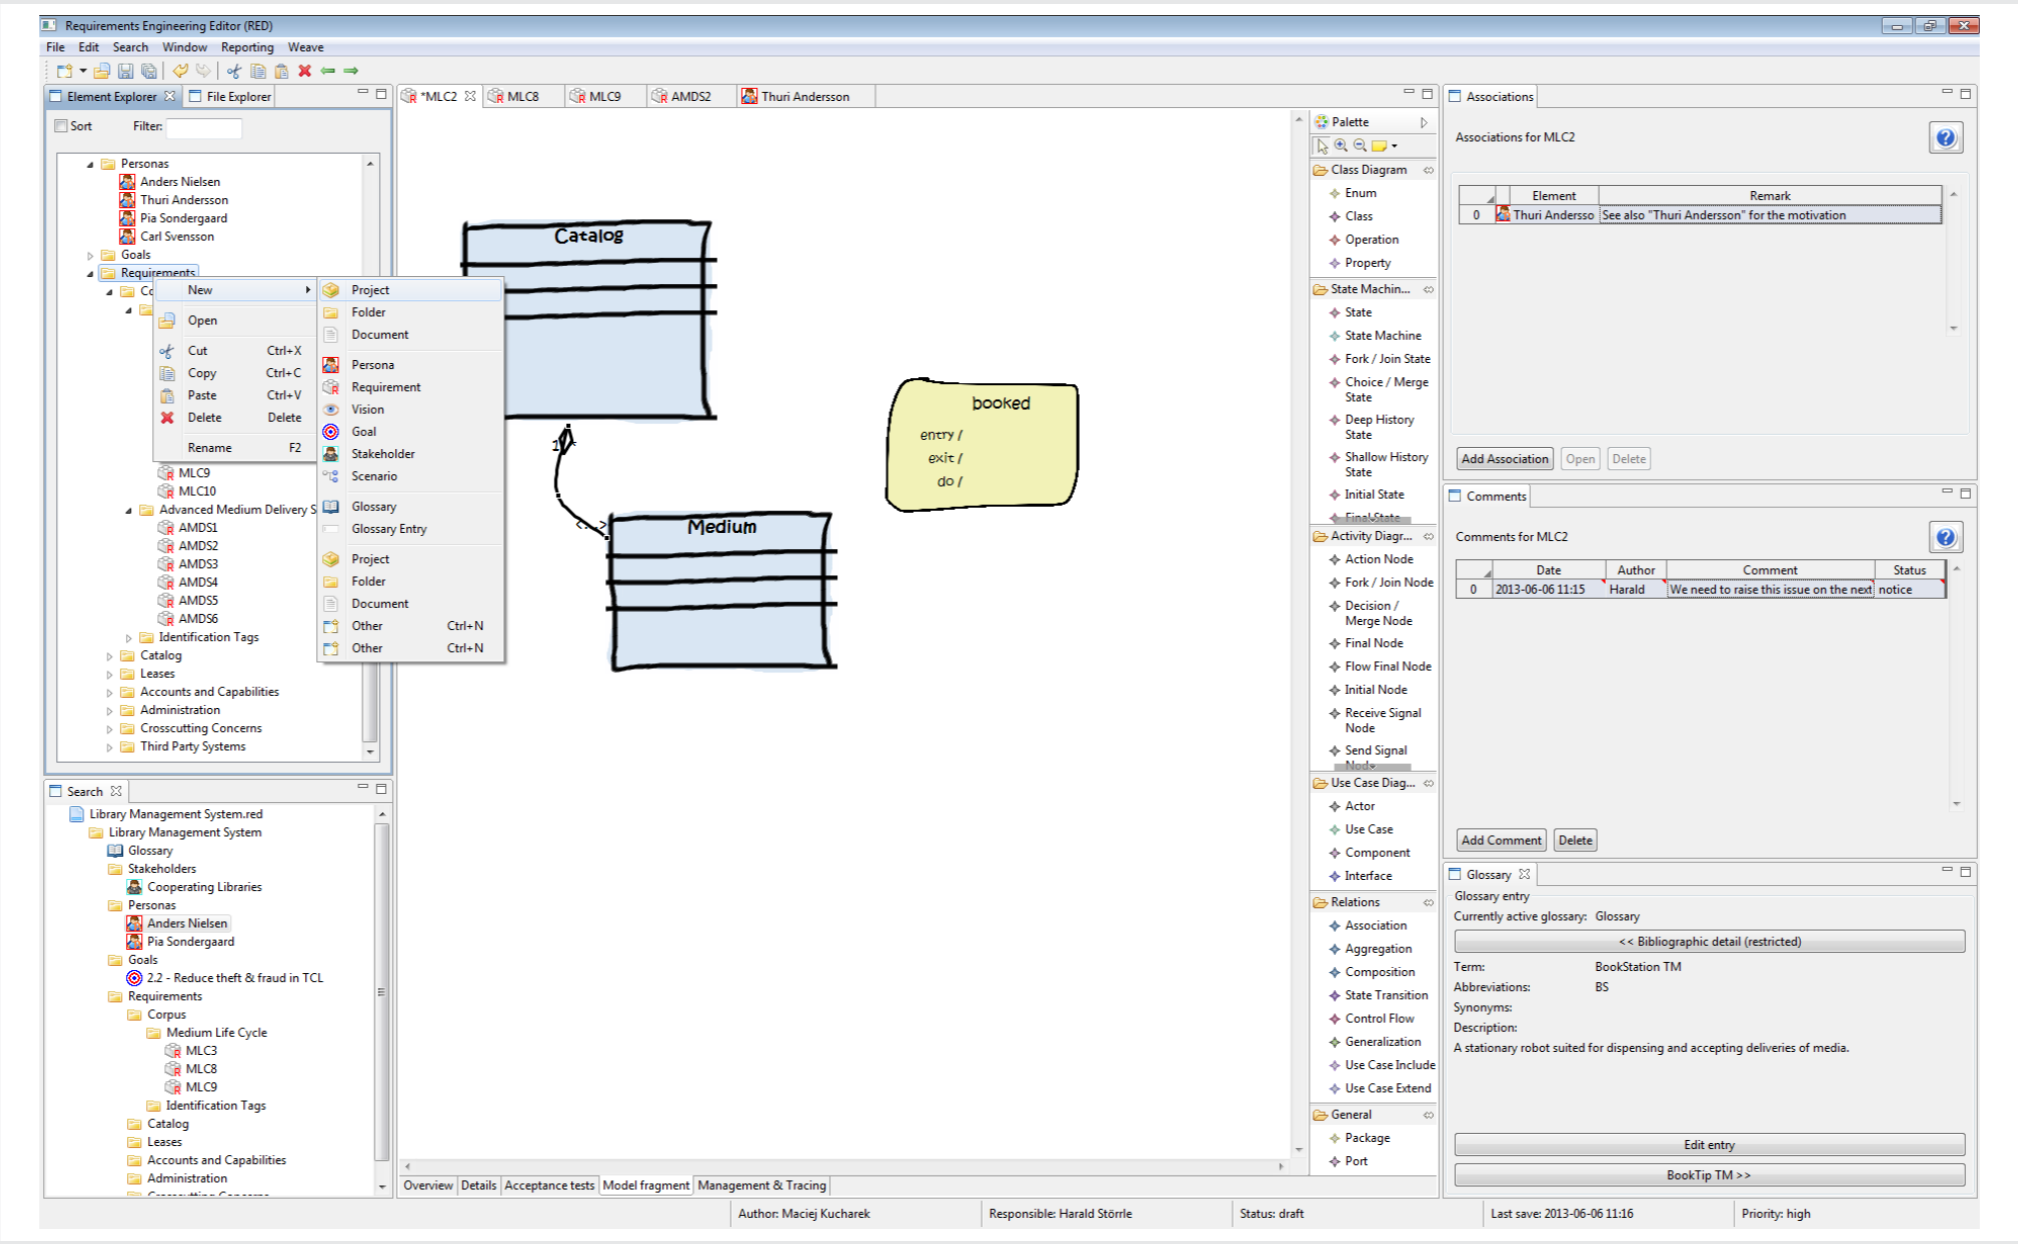 Requirements Engineering Editor (RED)
File Edit Search Window Reporting Weave
Element Explorer File Explorer
Sort Filter:
Personas
Anders Nielsen
Thuri Andersson
Pia Sondergaard
Carl Svensson
Goals
Requirements
Co
New
Open
Cut Ctrl+X
Copy Ctrl+C
Paste Ctrl+V
Delete Delete
Rename F2
Project
Folder
Document
Persona
Requirement
Vision
Goal
Stakeholder
Scenario
Glossary
Glossary Entry
Project
Folder
Document
Other Ctrl+N
Other Ctrl+N
MLC9
MLC10
Advanced Medium Delivery S
AMDS1
AMDS2
AMDS3
AMDS4
AMDS5
AMDS6
Identification Tags
Catalog
Leases
Accounts and Capabilities
Administration
Crosscutting Concerns
Third Party Systems
Search
Library Management System.red
Library Management System
Glossary
Stakeholders
Cooperating Libraries
Personas
Anders Nielsen
Pia Sondergaard
Goals
2.2 - Reduce theft & fraud in TCL
Requirements
Corpus
Medium Life Cycle
MLC3
MLC8
MLC9
Identification Tags
Catalog
Leases
Accounts and Capabilities
Administration
Crosscutting Concerns
*MLC2 MLC8 MLC9 AMDS2 Thuri Andersson
Catalog
Medium
booked
entry /
exit /
do /
Overview Details Acceptance tests Model fragment Management & Tracing
Palette
Class Diagram
Enum
Class
Operation
Property
State Machin...
State
State Machine
Fork / Join State
Choice / Merge
State
Deep History
State
Shallow History
State
Initial State
Final State
Activity Diagr...
Action Node
Fork / Join Node
Decision /
Merge Node
Final Node
Flow Final Node
Initial Node
Receive Signal
Node
Send Signal
Node
Use Case Diag...
Actor
Use Case
Component
Interface
Relations
Association
Aggregation
Composition
State Transition
Control Flow
Generalization
Use Case Include
Use Case Extend
General
Package
Port
Associations
Associations for MLC2
Element Remark
0 Thuri Andersso See also "Thuri Andersson" for the motivation
Add Association Open Delete
Comments
Comments for MLC2
Date Author Comment Status
0 2013-06-06 11:15 Harald We need to raise this issue on the next notice
Add Comment Delete
Glossary
Glossary entry
Currently active glossary: Glossary
<< Bibliographic detail (restricted)
Term: BookStation TM
Abbreviations: BS
Synonyms:
Description:
A stationary robot suited for dispensing and accepting deliveries of media.
Edit entry
BookTip TM >>
Author: Maciej Kucharek Responsible: Harald Störrle Status: draft Last save: 2013-06-06 11:16 Priority: high